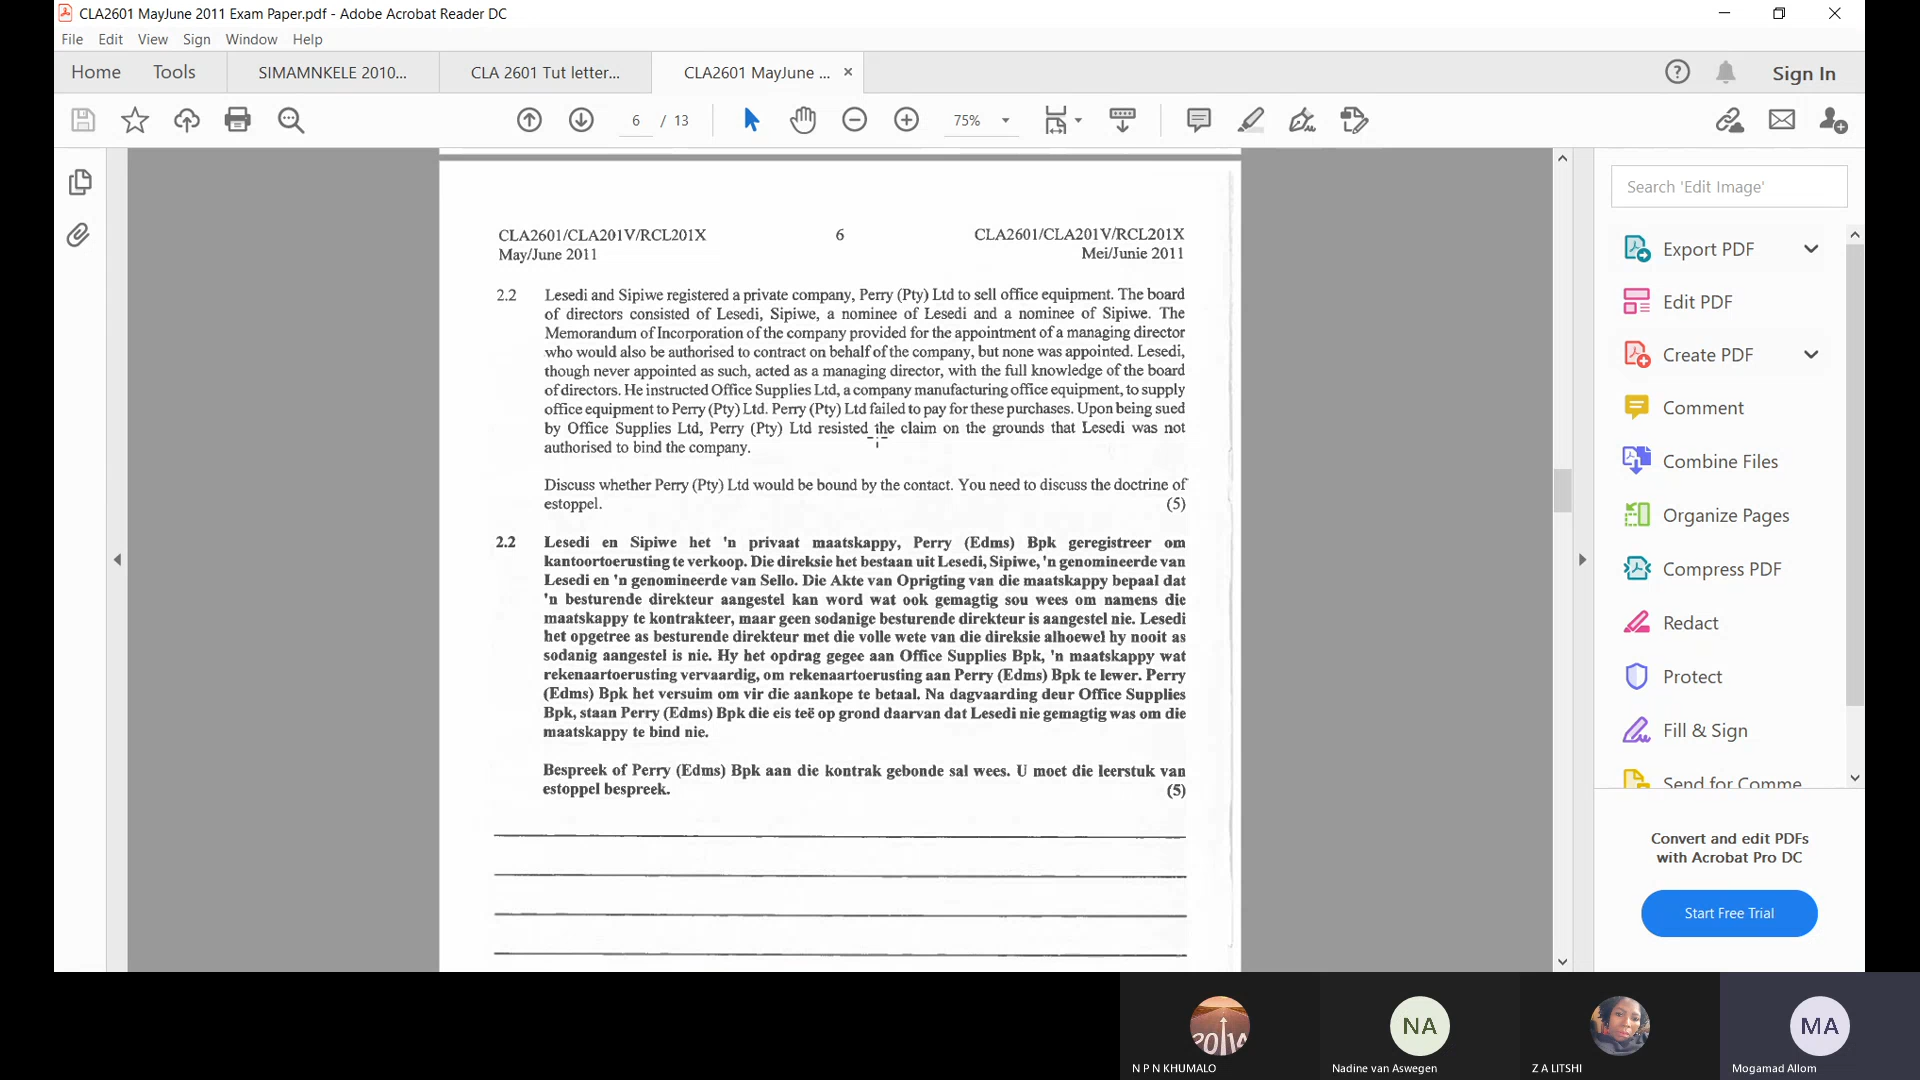 CLA2601 MayJune 2011 Exam Paper.pdf - Adobe Acrobat Reader DC
File Edit View Sign Window Help
Home Tools SIMAMNKELE 2010... CLA 2601 Tut letter... CLA2601 MayJune ... × Sign In
6 / 13 75%
Search 'Edit Image'
Export PDF
Edit PDF
Create PDF
Comment
Combine Files
Organize Pages
Compress PDF
Redact
Protect
Fill & Sign
Send for Comme
Convert and edit PDFs
with Acrobat Pro DC
Start Free Trial
CLA2601/CLA201V/RCL201X 6 CLA2601/CLA201V/RCL201X
May/June 2011 Mei/Junie 2011
2.2 Lesedi and Sipiwe registered a private company, Perry (Pty) Ltd to sell office equipment. The board
of directors consisted of Lesedi, Sipiwe, a nominee of Lesedi and a nominee of Sipiwe. The
Memorandum of Incorporation of the company provided for the appointment of a managing director
who would also be authorised to contract on behalf of the company, but none was appointed. Lesedi,
though never appointed as such, acted as a managing director, with the full knowledge of the board
of directors. He instructed Office Supplies Ltd, a company manufacturing office equipment, to supply
office equipment to Perry (Pty) Ltd. Perry (Pty) Ltd failed to pay for these purchases. Upon being sued
by Office Supplies Ltd, Perry (Pty) Ltd resisted the claim on the grounds that Lesedi was not
authorised to bind the company.
Discuss whether Perry (Pty) Ltd would be bound by the contact. You need to discuss the doctrine of
estoppel. (5)
2.2 Lesedi en Sipiwe het 'n privaat maatskappy, Perry (Edms) Bpk geregistreer om
kantoortoerusting te verkoop. Die direksie het bestaan uit Lesedi, Sipiwe, 'n genomineerde van
Lesedi en 'n genomineerde van Sello. Die Akte van Oprigting van die maatskappy bepaal dat
'n besturende direkteur aangestel kan word wat ook gemagtig sou wees om namens die
maatskappy te kontrakteer, maar geen sodanige besturende direkteur is aangestel nie. Lesedi
het opgetree as besturende direkteur met die volle wete van die direksie alhoewel hy nooit as
sodanig aangestel is nie. Hy het opdrag gegee aan Office Supplies Bpk, 'n maatskappy wat
rekenaartoerusting vervaardig, om rekenaartoerusting aan Perry (Edms) Bpk te lewer. Perry
(Edms) Bpk het versuim om vir die aankope te betaal. Na dagvaarding deur Office Supplies
Bpk, staan Perry (Edms) Bpk die eis teë op grond daarvan dat Lesedi nie gemagtig was om die
maatskappy te bind nie.
Bespreek of Perry (Edms) Bpk aan die kontrak gebonde sal wees. U moet die leerstuk van
estoppel bespreek. (5)
2014
NA
MA
N P N KHUMALO Nadine van Aswegen Z A LITSHI Mogamad Allom